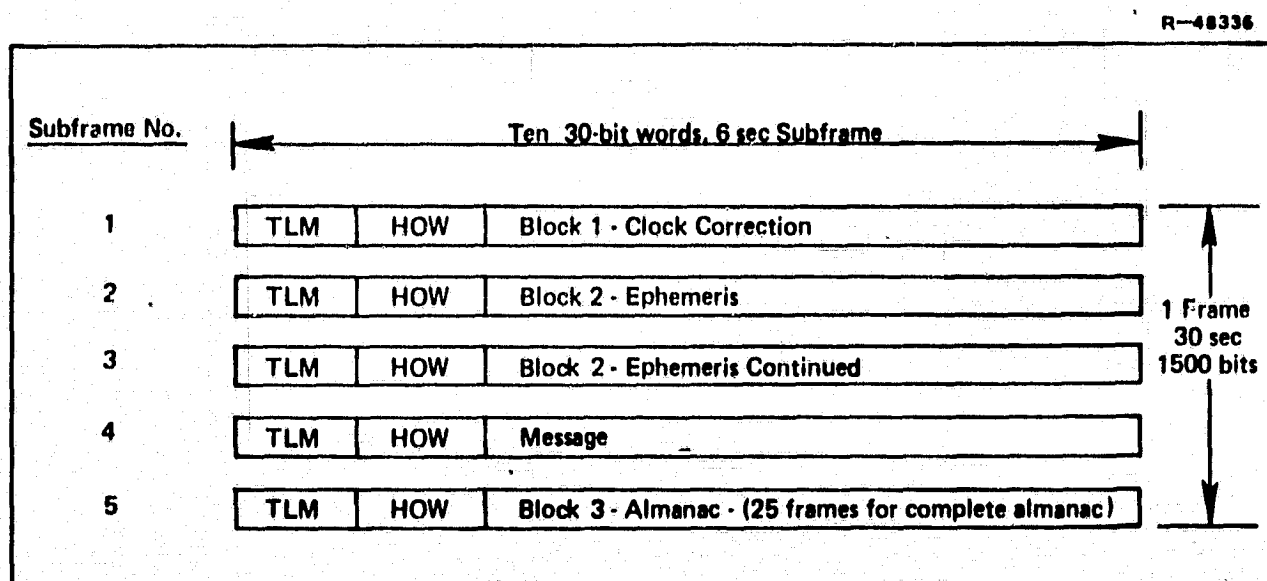 R-48336
Subframe No.
Ten 30-bit words, 6 sec Subframe
1 TLM HOW Block 1 - Clock Correction
2 TLM HOW Block 2 - Ephemeris
3 TLM HOW Block 2 - Ephemeris Continued
4 TLM HOW Message
5 TLM HOW Block 3 - Almanac - (25 frames for complete almanac)
1 Frame
30 sec
1500 bits